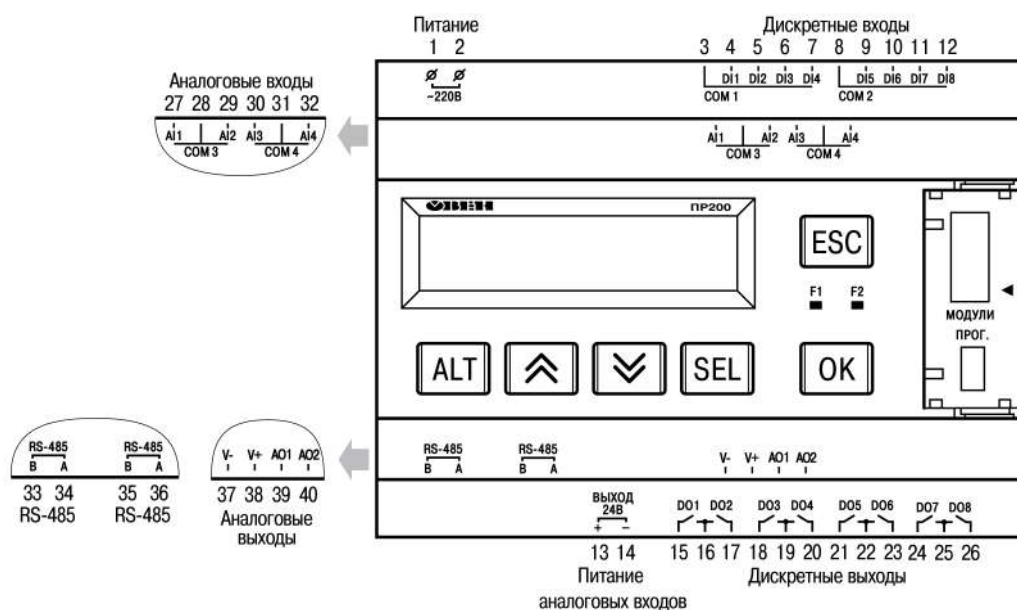 Питание
1 2
~220В
Дискретные входы
3 4 5 6 7 8 9 10 11 12
DI1 DI2 DI3 DI4 DI5 DI6 DI7 DI8
COM 1 COM 2
Аналоговые входы
27 28 29 30 31 32
AI1 AI2 AI3 AI4
COM 3 COM 4
AI1 AI2 AI3 AI4
COM 3 COM 4
ОВЕН ПР200
ESC
F1 F2
МОДУЛИ
ПРОГ.
ALT SEL OK
RS-485 RS-485
B A B A
33 34 35 36
RS-485 RS-485
V- V+ AO1 AO2
37 38 39 40
Аналоговые
выходы
RS-485 RS-485
B A B A
V- V+ AO1 AO2
ВЫХОД
24В
+ −
DO1 DO2 DO3 DO4 DO5 DO6 DO7 DO8
13 14 15 16 17 18 19 20 21 22 23 24 25 26
Питание
аналоговых входов
Дискретные выходы